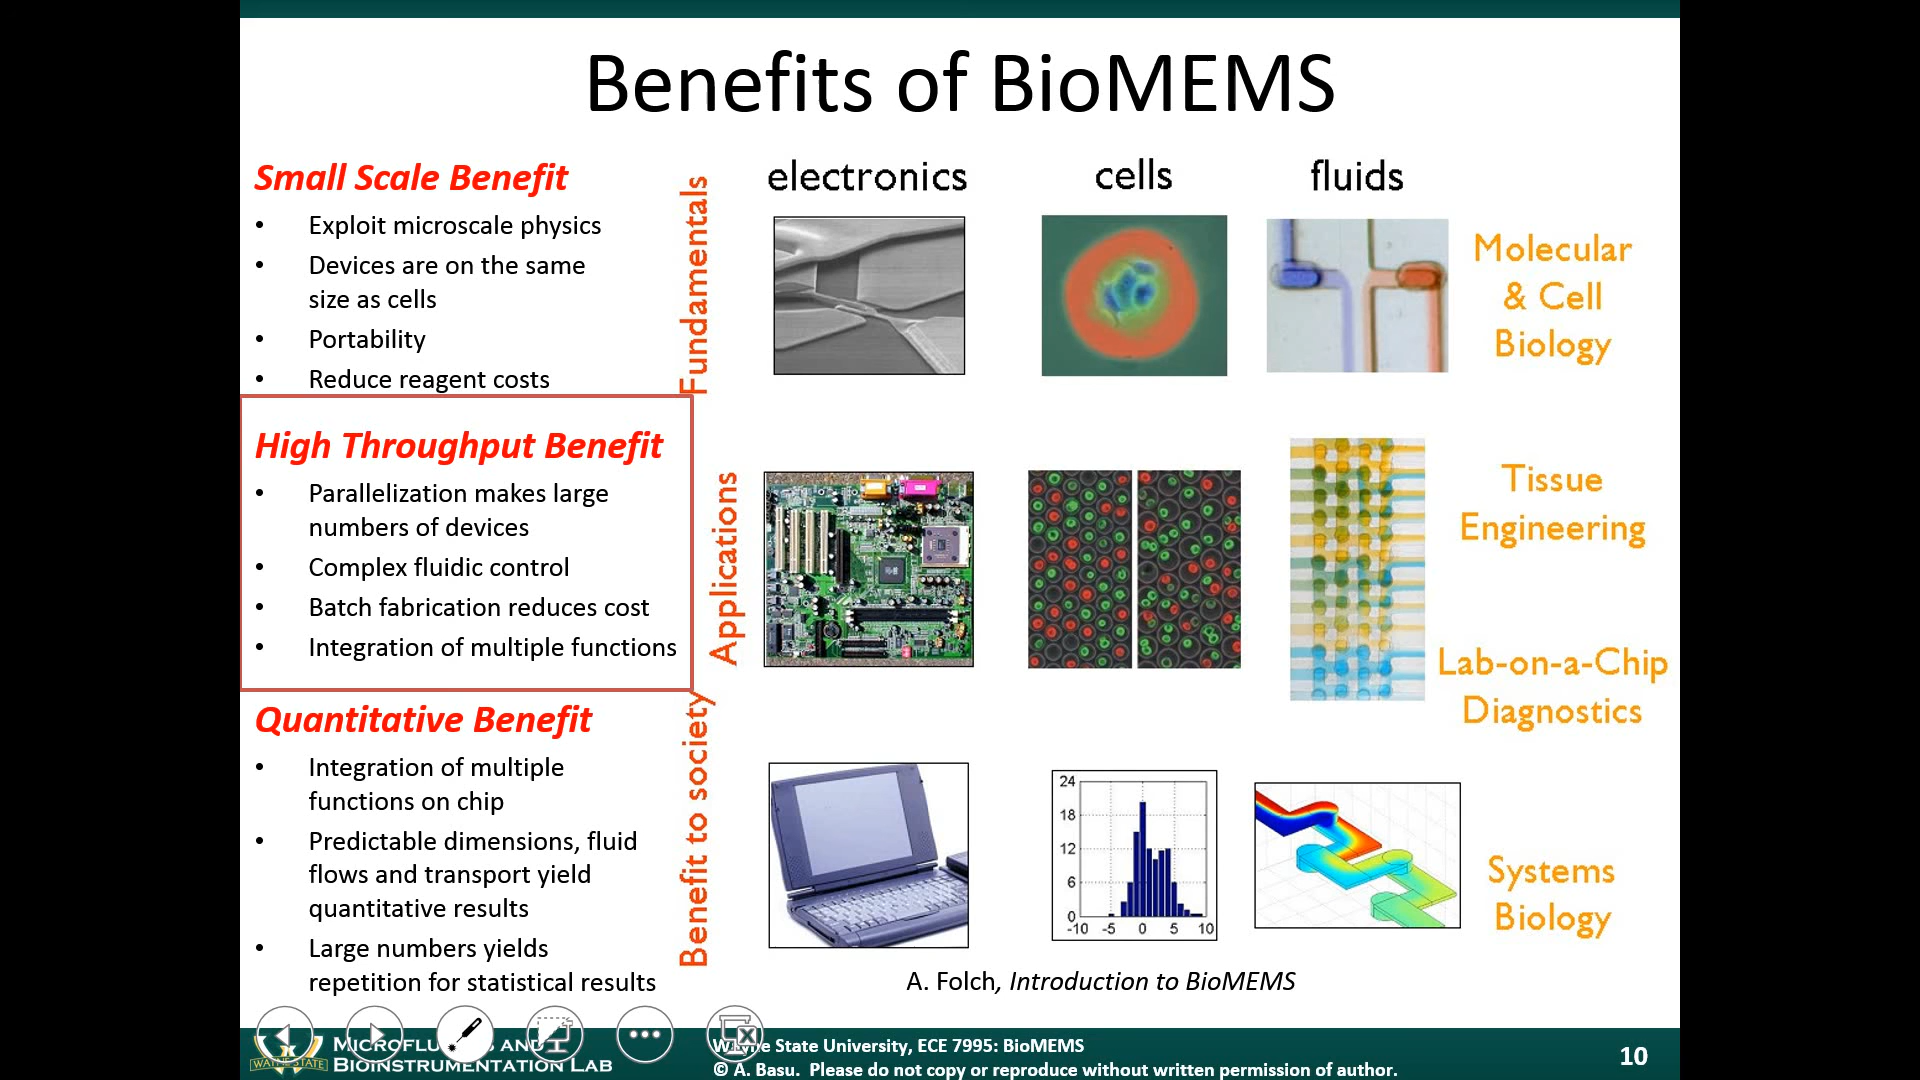 Benefits of BioMEMS
Small Scale Benefit
• Exploit microscale physics
• Devices are on the same
size as cells
• Portability
• Reduce reagent costs
High Throughput Benefit
• Parallelization makes large
numbers of devices
• Complex fluidic control
• Batch fabrication reduces cost
• Integration of multiple functions
Quantitative Benefit
• Integration of multiple
functions on chip
• Predictable dimensions, fluid
flows and transport yield
quantitative results
• Large numbers yields
repetition for statistical results
Fundamentals
Applications
Benefit to society
electronics
cells
fluids
Molecular
& Cell
Biology
Tissue
Engineering
Lab-on-a-Chip
Diagnostics
24
18
12
6
0
-10 -5 0 5 10
Systems
Biology
A. Folch, Introduction to BioMEMS
WAYNE STATE
BIOINSTRUMENTATION LAB
State University, ECE 7995: BioMEMS
© A. Basu. Please do not copy or reproduce without written permission of author.
10